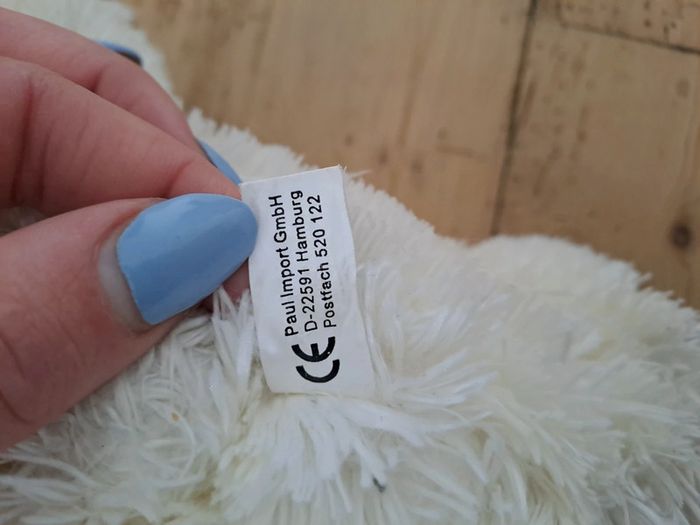 Paul Import GmbH
D-22591 Hamburg
Postfach 520 122
CE